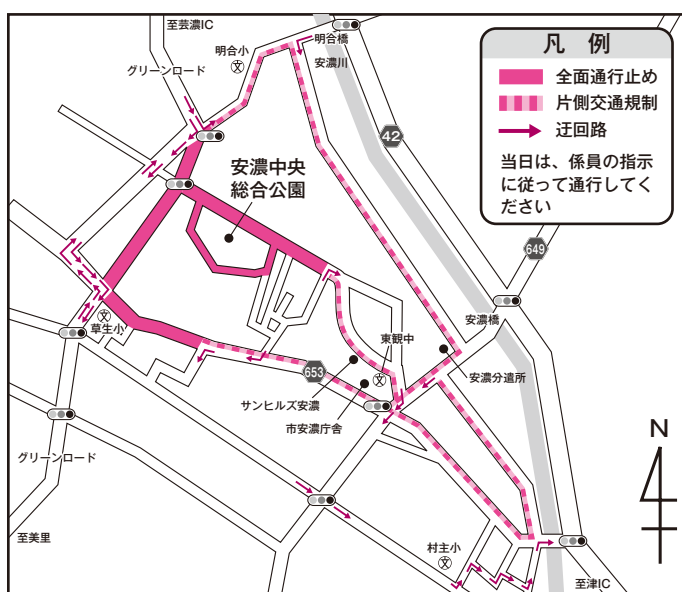 至芸濃IC
明合小
明合橋
安濃川
グリーンロード
文
凡 例
全面通行止め
片側交通規制
迂回路
当日は、係員の指示
に従って通行してく
ださい
42
安濃中央
総合公園
649
安濃橋
文
草生小
東観中
文
653
安濃分遣所
サンヒルズ安濃
市安濃庁舎
グリーンロード
N
至美里
村主小
文
至津IC